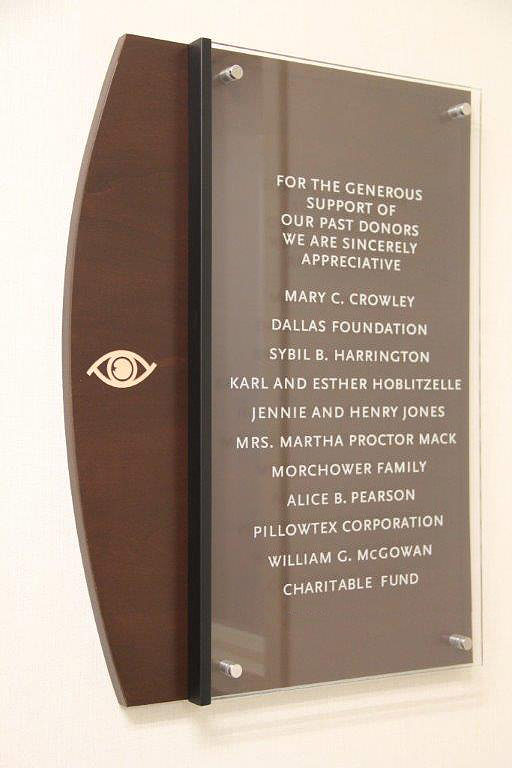 FOR THE GENEROUS
SUPPORT OF
OUR PAST DONORS
WE ARE SINCERELY
APPRECIATIVE
MARY C. CROWLEY
DALLAS FOUNDATION
SYBIL B. HARRINGTON
KARL AND ESTHER HOBLITZELLE
JENNIE AND HENRY JONES
MRS. MARTHA PROCTOR MACK
MORCHOWER FAMILY
ALICE B. PEARSON
PILLOWTEX CORPORATION
WILLIAM G. McGOWAN
CHARITABLE FUND